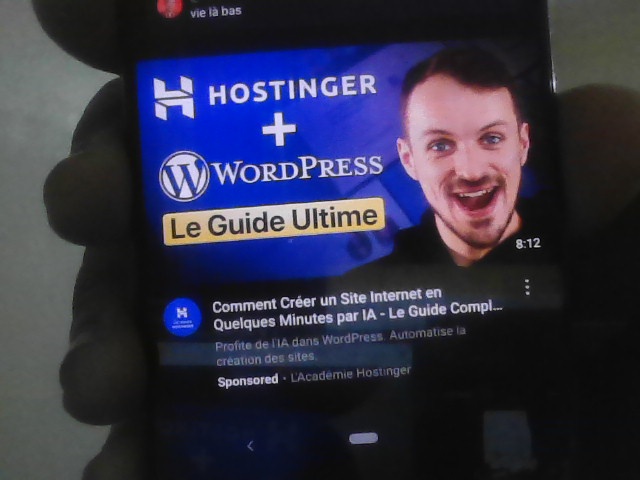 vie là bas
HOSTINGER
+
WORDPRESS
Le Guide Ultime
8:12
Comment Créer un Site Internet en
Quelques Minutes par IA - Le Guide Compl...
Profite de l'IA dans WordPress. Automatise la
création des sites.
Sponsored · L'Académie Hostinger